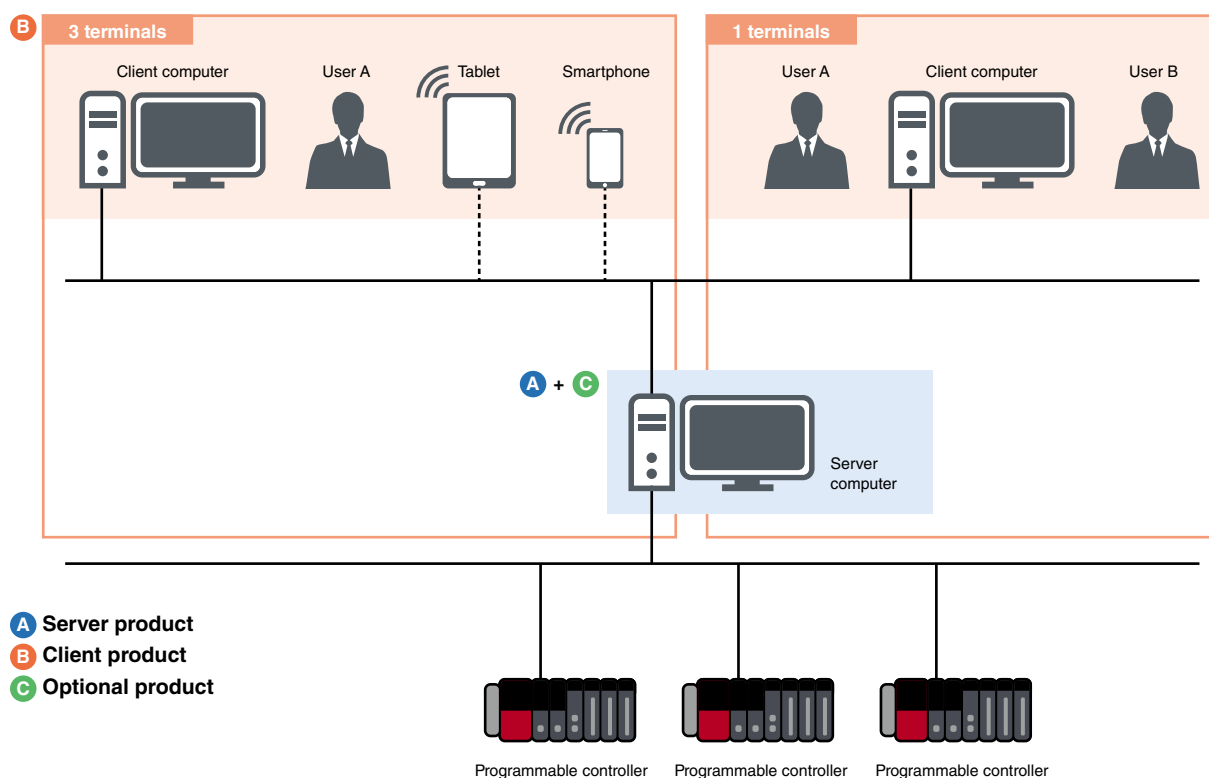 B
3 terminals
Client computer
User A
Tablet
Smartphone
1 terminals
User A
Client computer
User B
A + C
Server
computer
A Server product
B Client product
C Optional product
Programmable controller
Programmable controller
Programmable controller